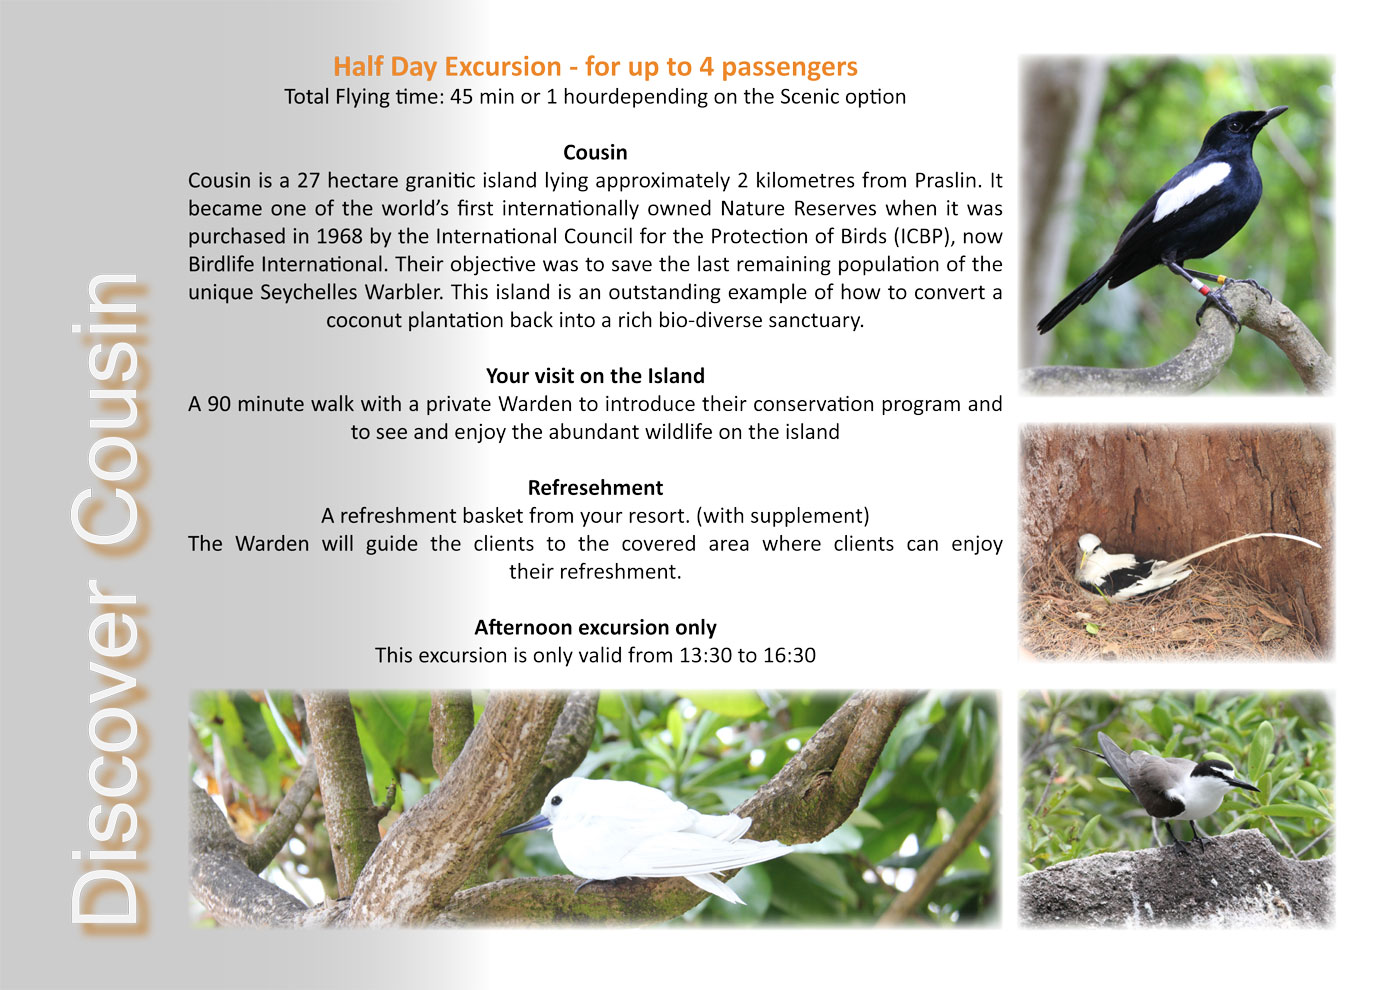 Discover Cousin
Half Day Excursion - for up to 4 passengers
Total Flying time: 45 min or 1 hourdepending on the Scenic option
Cousin
Cousin is a 27 hectare granitic island lying approximately 2 kilometres from Praslin. It
became one of the world’s first internationally owned Nature Reserves when it was
purchased in 1968 by the International Council for the Protection of Birds (ICBP), now
Birdlife International. Their objective was to save the last remaining population of the
unique Seychelles Warbler. This island is an outstanding example of how to convert a
coconut plantation back into a rich bio-diverse sanctuary.
Your visit on the Island
A 90 minute walk with a private Warden to introduce their conservation program and
to see and enjoy the abundant wildlife on the island
Refresehment
A refreshment basket from your resort. (with supplement)
The Warden will guide the clients to the covered area where clients can enjoy
their refreshment.
Afternoon excursion only
This excursion is only valid from 13:30 to 16:30